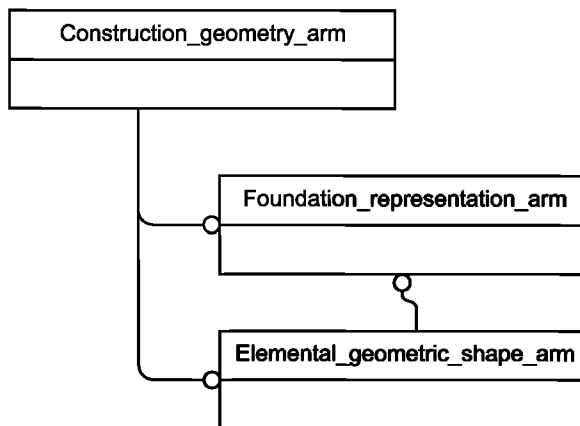 Construction_geometry_arm
Foundation_representation_arm
Elemental_geometric_shape_arm